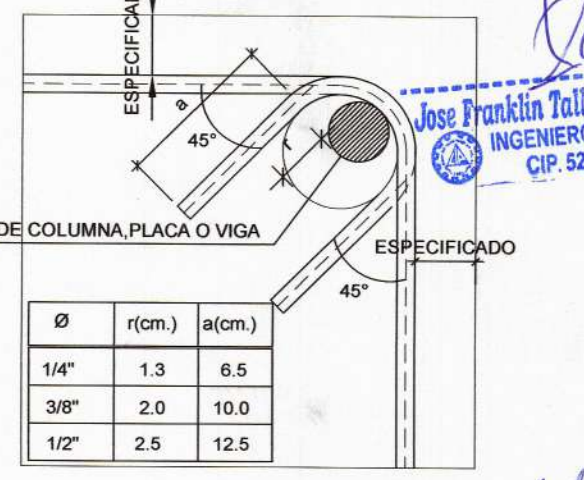 ESPECIFICA
a
45°
r
Jose Franklin
INGENIERO
CIP. 52
DE COLUMNA,PLACA O VIGA
ESPECIFICADO
45°
Ø r(cm.) a(cm.)
1/4" 1.3 6.5
3/8" 2.0 10.0
1/2" 2.5 12.5